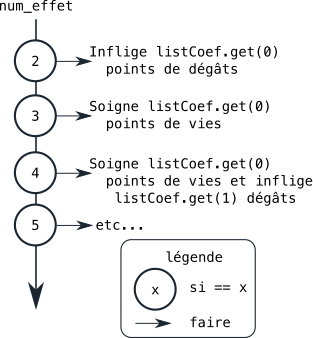 num_effet
2
Inflige listCoef.get(0)
points de dégâts
3
Soigne listCoef.get(0)
points de vies
4
Soigne listCoef.get(0)
points de vies et inflige
listCoef.get(1) dégâts
5
etc...
légende
x
si == x
faire